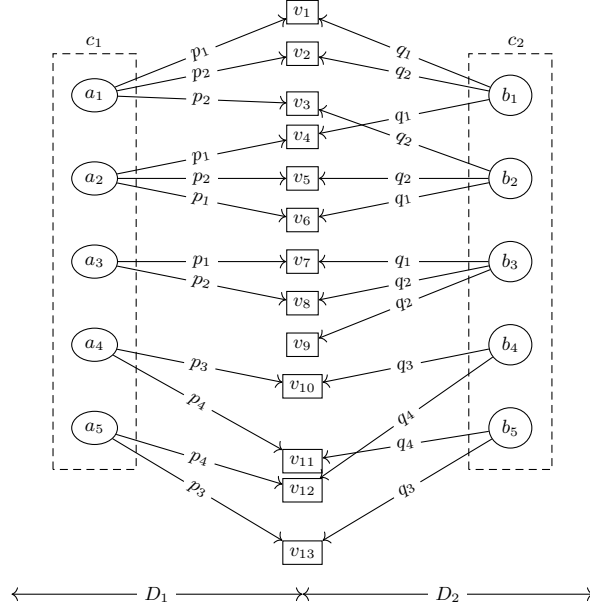 v1
c1 p1 q1 c2
p2 v2 q2
a1 p2 v3 b1
q1
p1 v4 q2
a2 p2 v5 q2 b2
p1 q1
v6
a3 p1 v7 q1 b3
p2 q2
v8 q2
v9
a4 b4
p3 v10 q3
p4 q4
a5 b5
p4 v11 q4
v12
p3 q3
v13
D1 D2